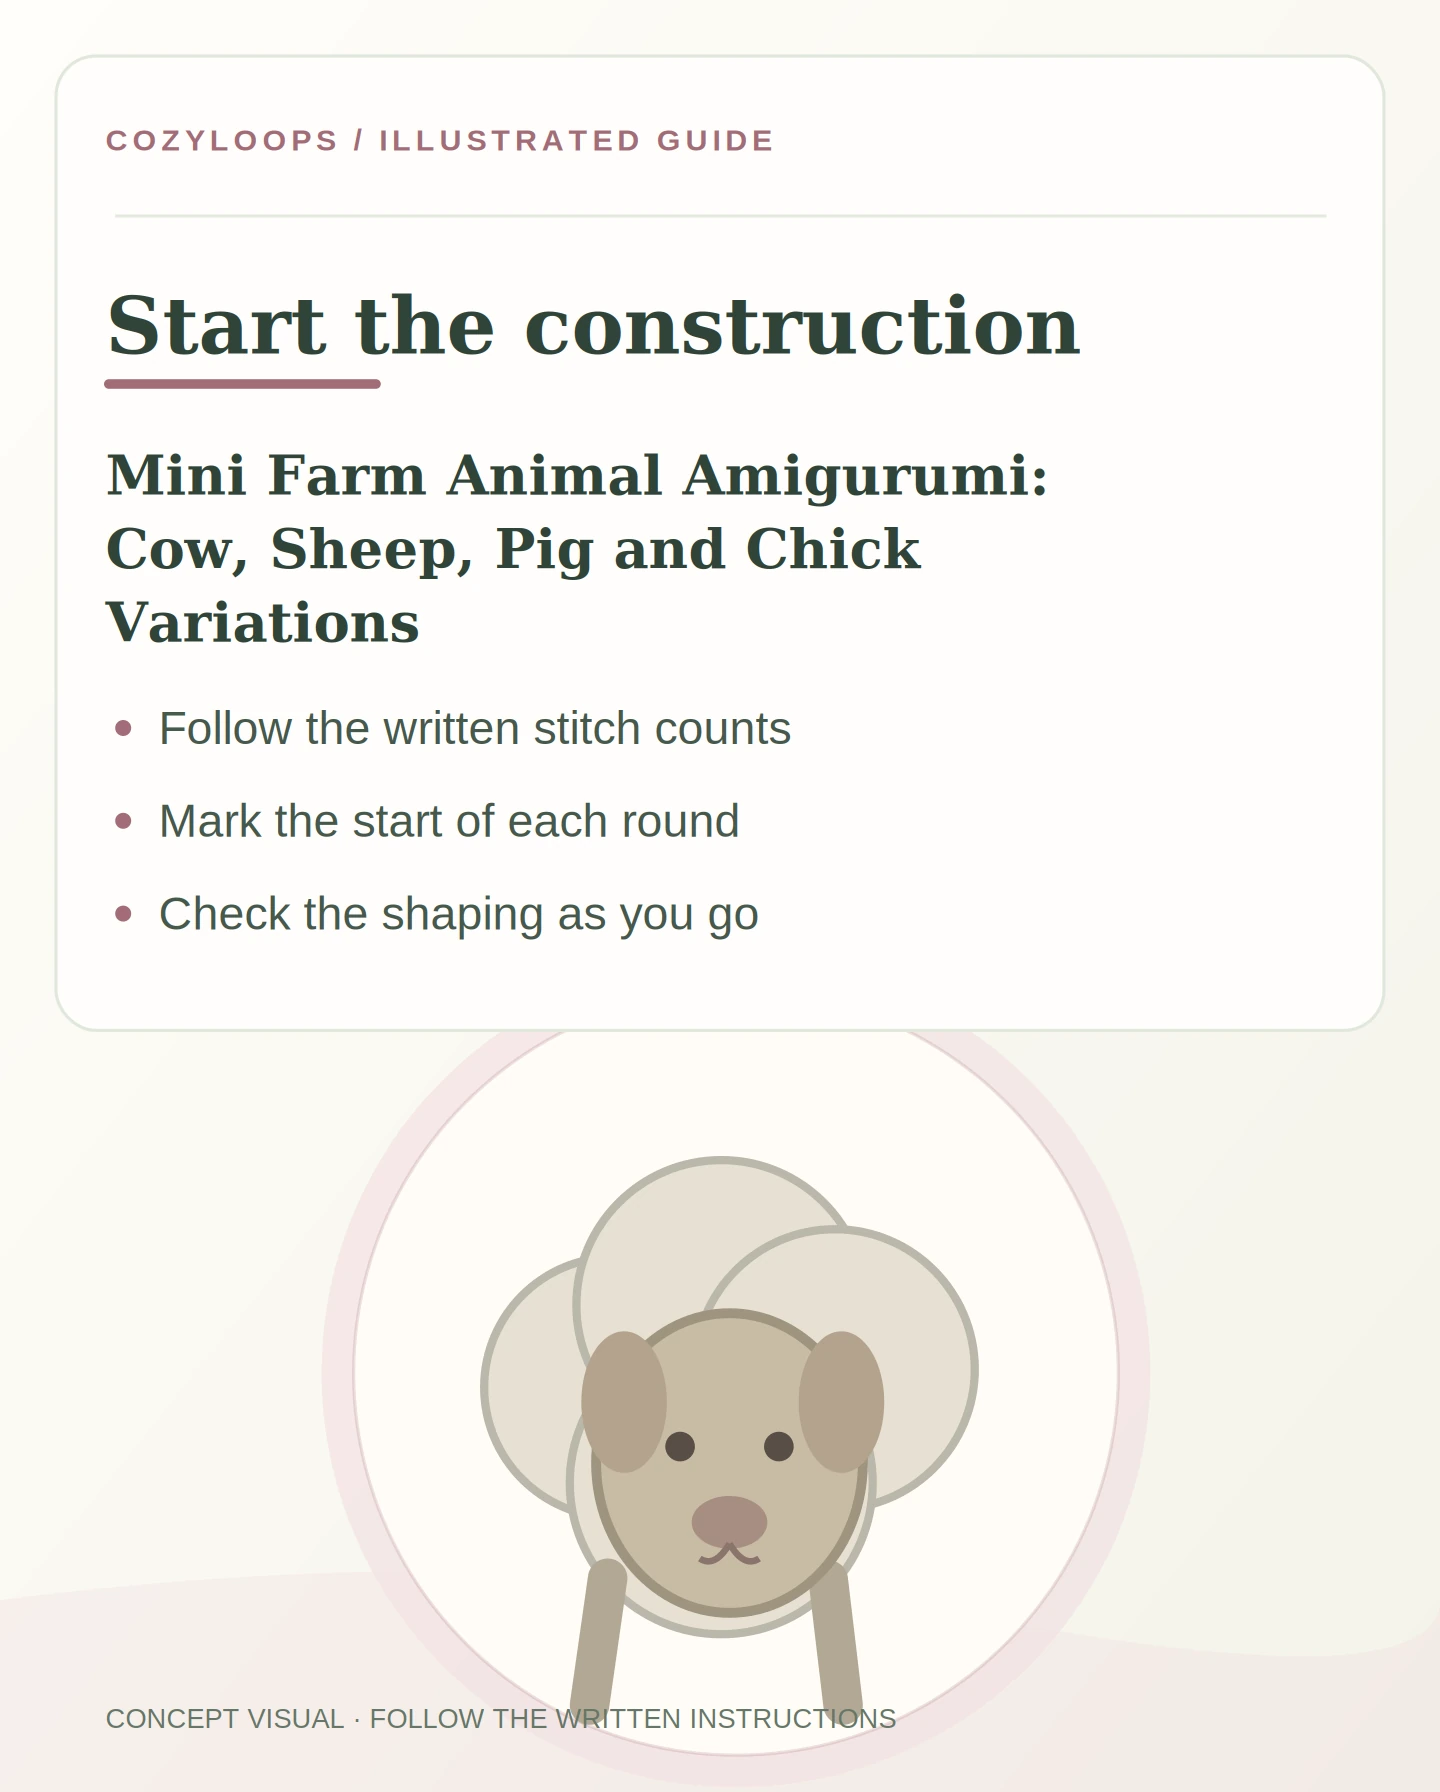 COZYLOOPS / ILLUSTRATED GUIDE
Start the construction
Mini Farm Animal Amigurumi:
Cow, Sheep, Pig and Chick
Variations
Follow the written stitch counts
Mark the start of each round
Check the shaping as you go
CONCEPT VISUAL · FOLLOW THE WRITTEN INSTRUCTIONS